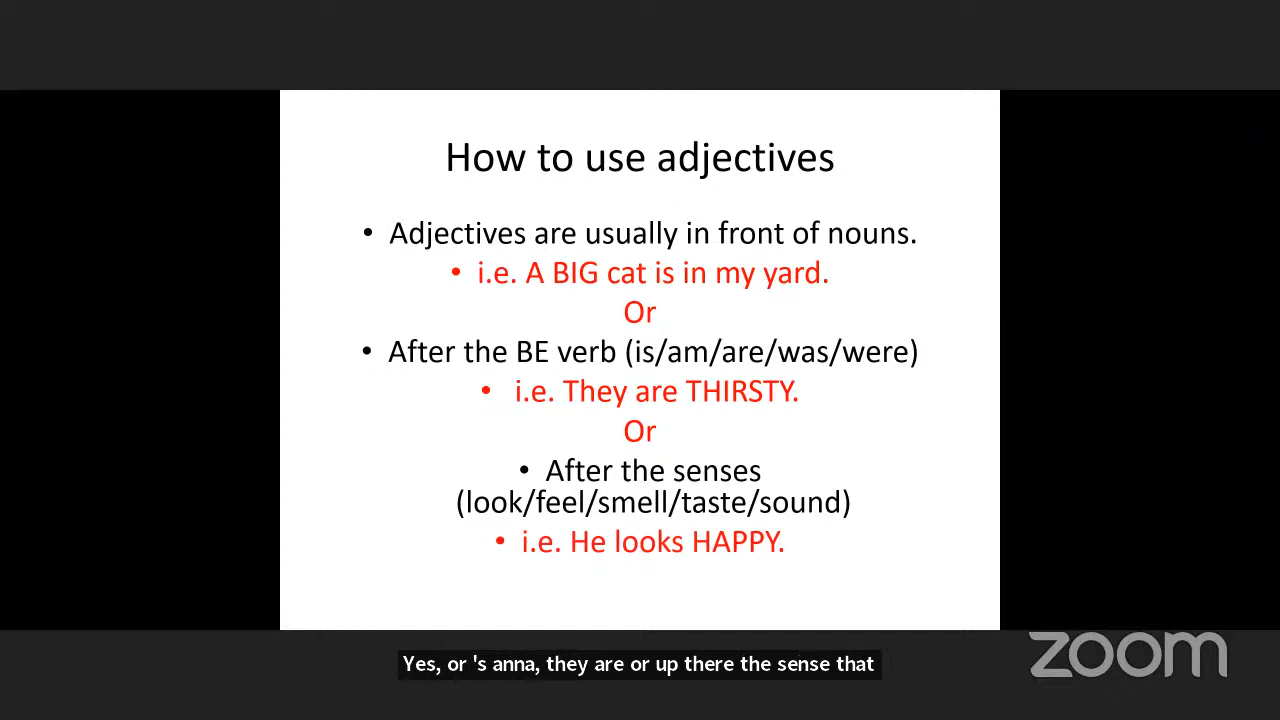 How to use adjectives
• Adjectives are usually in front of nouns.
• i.e. A BIG cat is in my yard.
Or
• After the BE verb (is/am/are/was/were)
• i.e. They are THIRSTY.
Or
• After the senses
(look/feel/smell/taste/sound)
• i.e. He looks HAPPY.
zoom
Yes, or 's anna, they are or up there the sense that